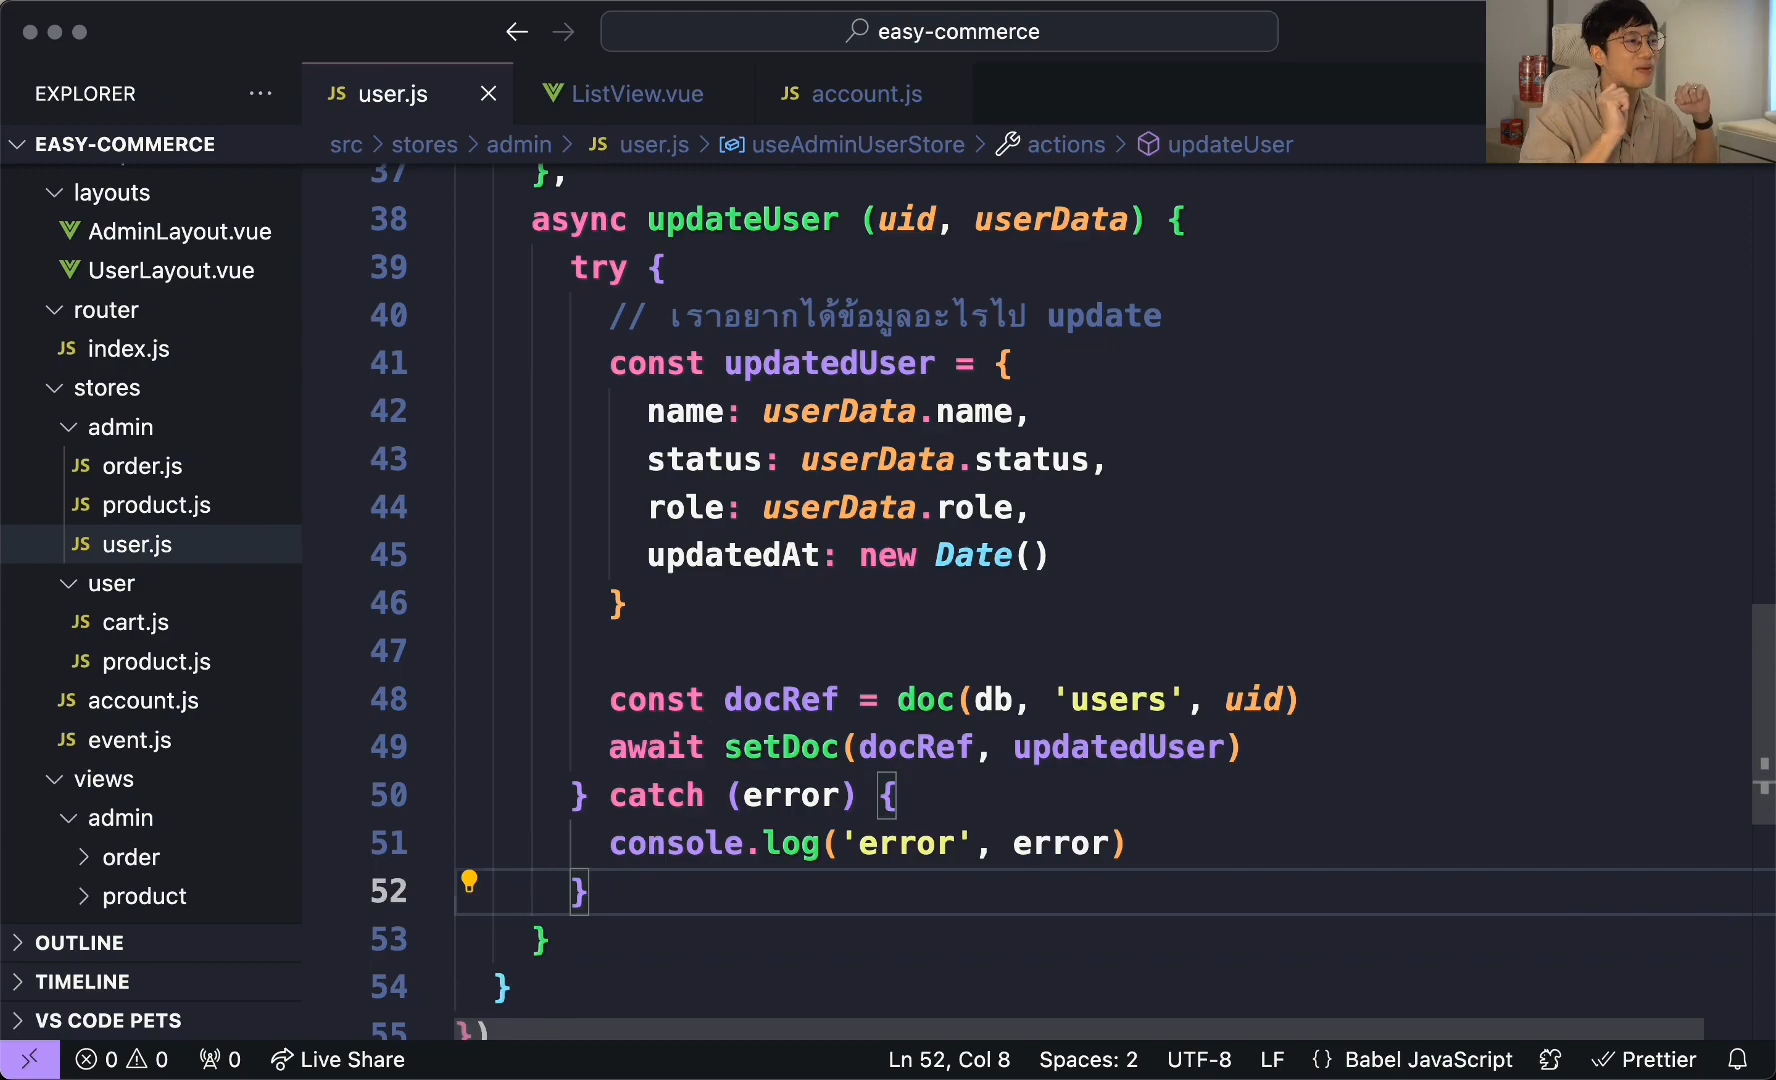 easy-commerce
EXPLORER
JS user.js
ListView.vue
JS account.js
EASY-COMMERCE
src > stores > admin > JS user.js > useAdminUserStore > actions > updateUser
layouts
AdminLayout.vue
UserLayout.vue
router
JS index.js
stores
admin
JS order.js
JS product.js
JS user.js
user
JS cart.js
JS product.js
JS account.js
JS event.js
views
admin
order
product
OUTLINE
TIMELINE
VS CODE PETS
37 },
38 async updateUser (uid, userData) {
39 try {
40 // เราอยากได้ข้อมูลอะไรไป update
41 const updatedUser = {
42 name: userData.name,
43 status: userData.status,
44 role: userData.role,
45 updatedAt: new Date()
46 }
47
48 const docRef = doc(db, 'users', uid)
49 await setDoc(docRef, updatedUser)
50 } catch (error) {
51 console.log('error', error)
52 }
53 }
54 }
55 })
0 0 0 Live Share Ln 52, Col 8 Spaces: 2 UTF-8 LF {} Babel JavaScript Prettier